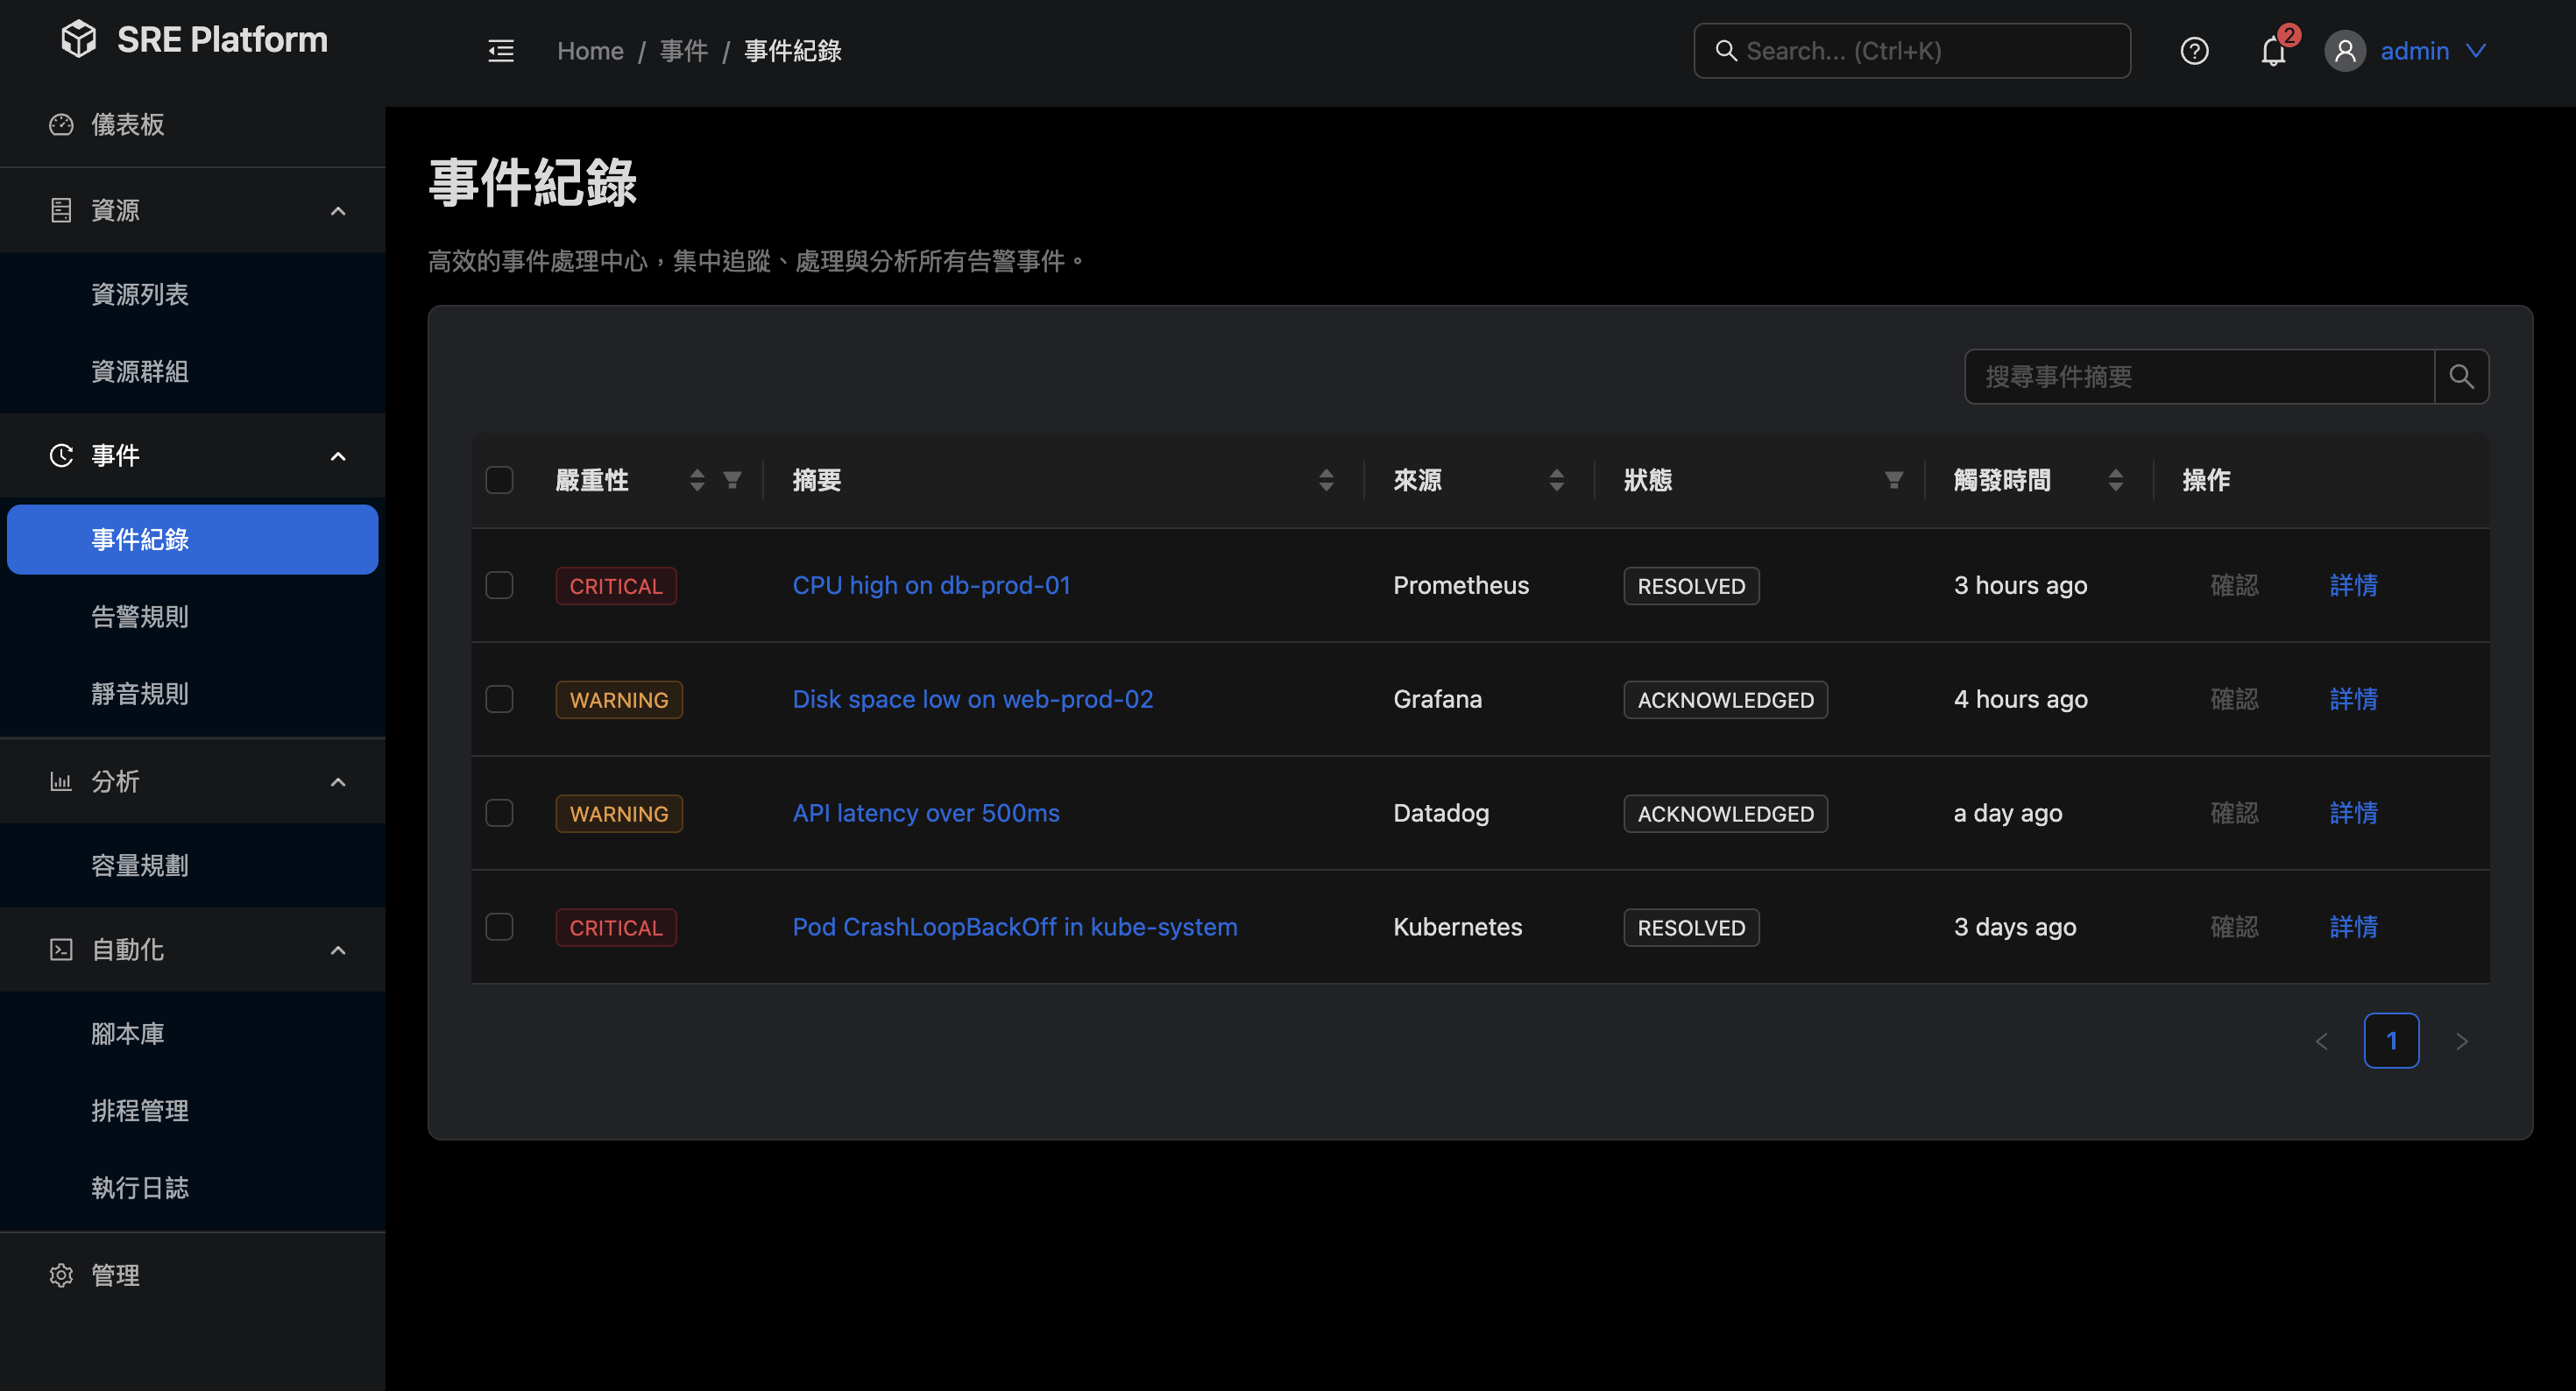 SRE Platform
Home / 事件 / 事件紀錄
Search... (Ctrl+K)
2
admin
儀表板
資源
資源列表
資源群組
事件
事件紀錄
告警規則
靜音規則
分析
容量規劃
自動化
腳本庫
排程管理
執行日誌
管理
事件紀錄
高效的事件處理中心，集中追蹤、處理與分析所有告警事件。
搜尋事件摘要
嚴重性 摘要 來源 狀態 觸發時間 操作
CRITICAL CPU high on db-prod-01 Prometheus RESOLVED 3 hours ago 確認 詳情
WARNING Disk space low on web-prod-02 Grafana ACKNOWLEDGED 4 hours ago 確認 詳情
WARNING API latency over 500ms Datadog ACKNOWLEDGED a day ago 確認 詳情
CRITICAL Pod CrashLoopBackOff in kube-system Kubernetes RESOLVED 3 days ago 確認 詳情
1